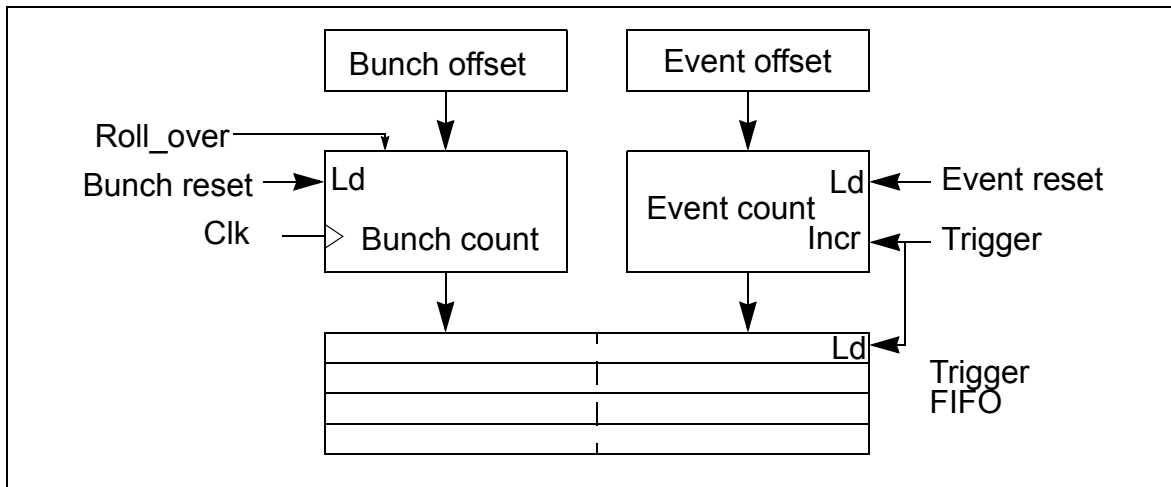 Bunch offset
Event offset
Roll_over
Bunch reset
Ld
Clk
Bunch count
Ld
Event count
Incr
Event reset
Trigger
Ld
Trigger
FIFO